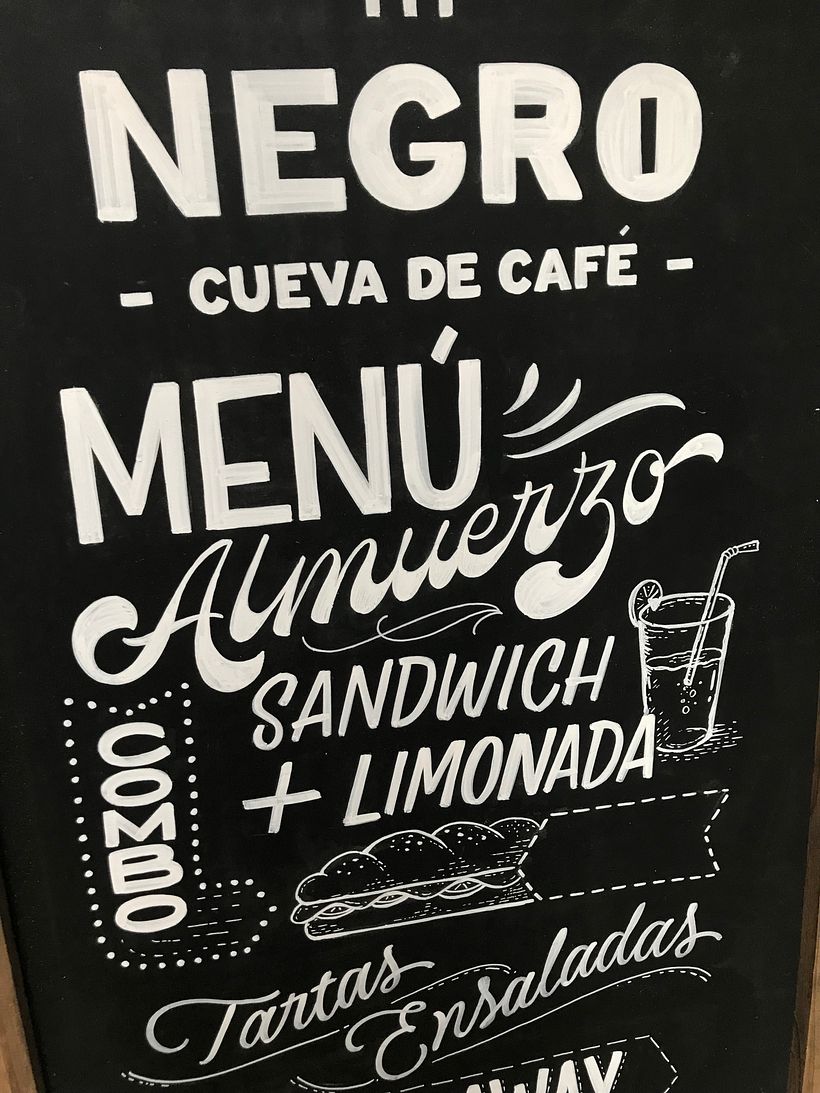 NEGRO
- CUEVA DE CAFÉ -
MENÚ
Almuerzo
SANDWICH
+ LIMONADA
COMBO
Tartas
Ensaladas